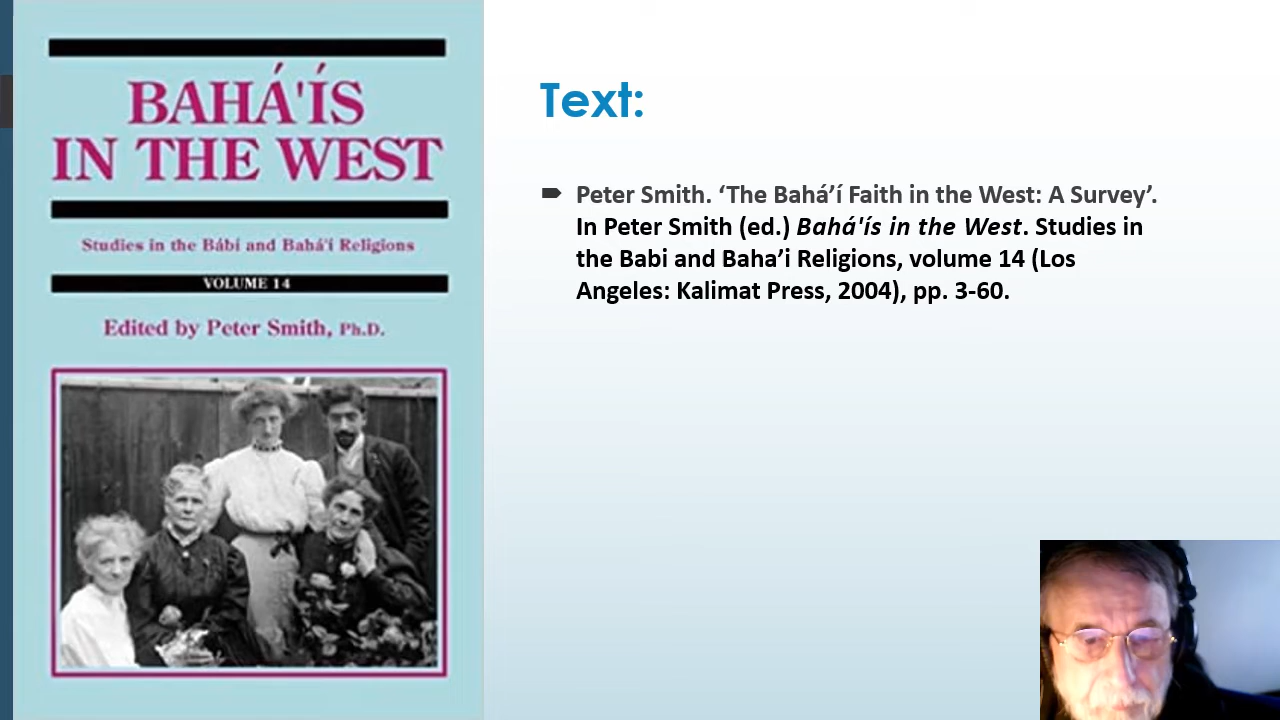 BAHÁ'ÍS
IN THE WEST
Studies in the Bábí and Bahá'í Religions
VOLUME 14
Edited by Peter Smith, Ph.D.
Text:
Peter Smith. ‘The Bahá’í Faith in the West: A Survey’.
In Peter Smith (ed.) Bahá'ís in the West. Studies in
the Babi and Baha’i Religions, volume 14 (Los
Angeles: Kalimat Press, 2004), pp. 3-60.